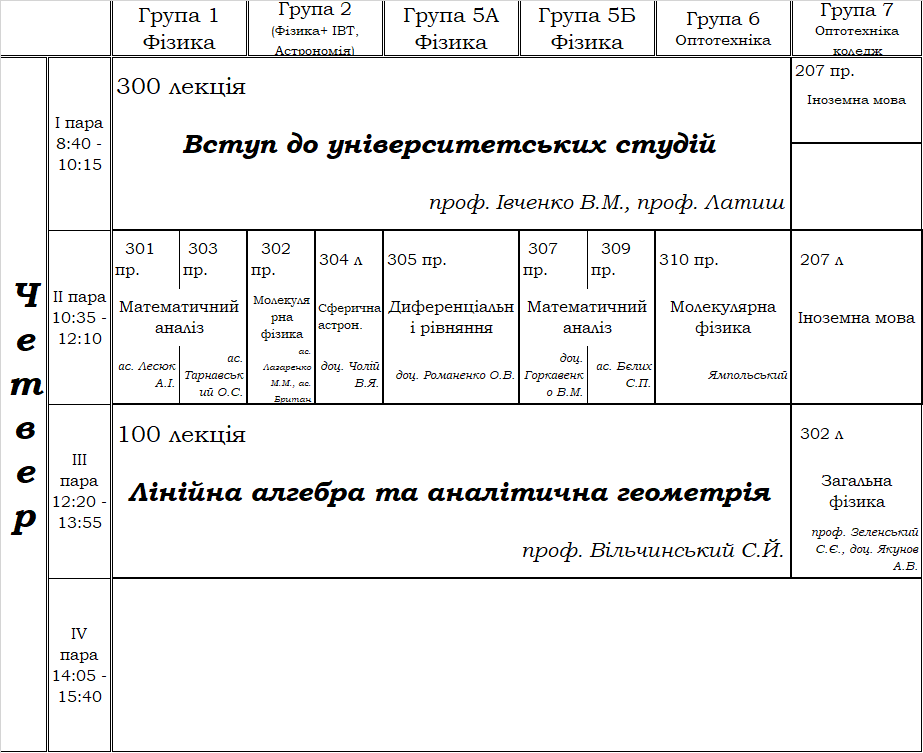 Група 1
Фізика
Група 2
(Фізика+ ІВТ,
Астрономія)
Група 5А
Фізика
Група 5Б
Фізика
Група 6
Оптотехніка
Група 7
Оптотехніка
коледж
Четвер
І пара
8:40 -
10:15
300 лекція
Вступ до університетських студій
проф. Івченко В.М., проф. Латиш
207 пр.
Іноземна мова
ІІ пара
10:35 -
12:10
301
пр.
303
пр.
Математичний
аналіз
ас. Лесюк
А.І.
ас.
Тарнавськ
ий О.С.
302
пр.
Молекуля
рна
фізика
ас.
Лазаренко
М.М., ас.
Британ
304 л
Сферична
астрон.
доц. Чолій
В.Я.
305 пр.
Диференціальн
і рівняння
доц. Романенко О.В.
307
пр.
309
пр.
Математичний
аналіз
доц.
Горкавенк
о В.М.
ас. Бєлих
С.П.
310 пр.
Молекулярна
фізика
Ямпольський
207 л
Іноземна мова
ІІІ
пара
12:20 -
13:55
100 лекція
Лінійна алгебра та аналітична геометрія
проф. Вільчинський С.Й.
302 л
Загальна
фізика
проф. Зеленський
С.Є., доц. Якунов
А.В.
IV
пара
14:05 -
15:40